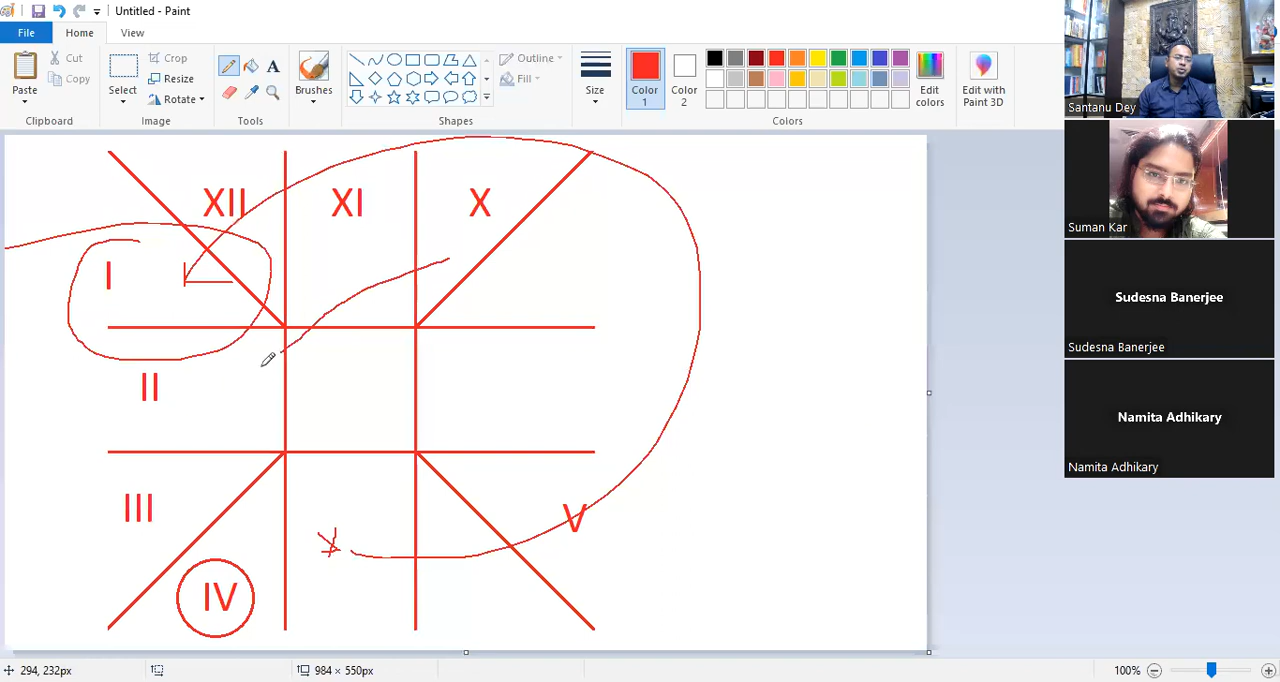 Untitled - Paint
File
Home
View
Paste
Cut
Copy
Clipboard
Select
Crop
Resize
Rotate
Image
A
Tools
Brushes
Shapes
Outline
Fill
Size
Color 1
Color 2
Edit colors
Edit with Paint 3D
Colors
XII
XI
X
I
II
III
IV
V
Santanu Dey
Suman Kar
Sudesna Banerjee
Sudesna Banerjee
Namita Adhikary
Namita Adhikary
294, 232px
984 × 550px
100%